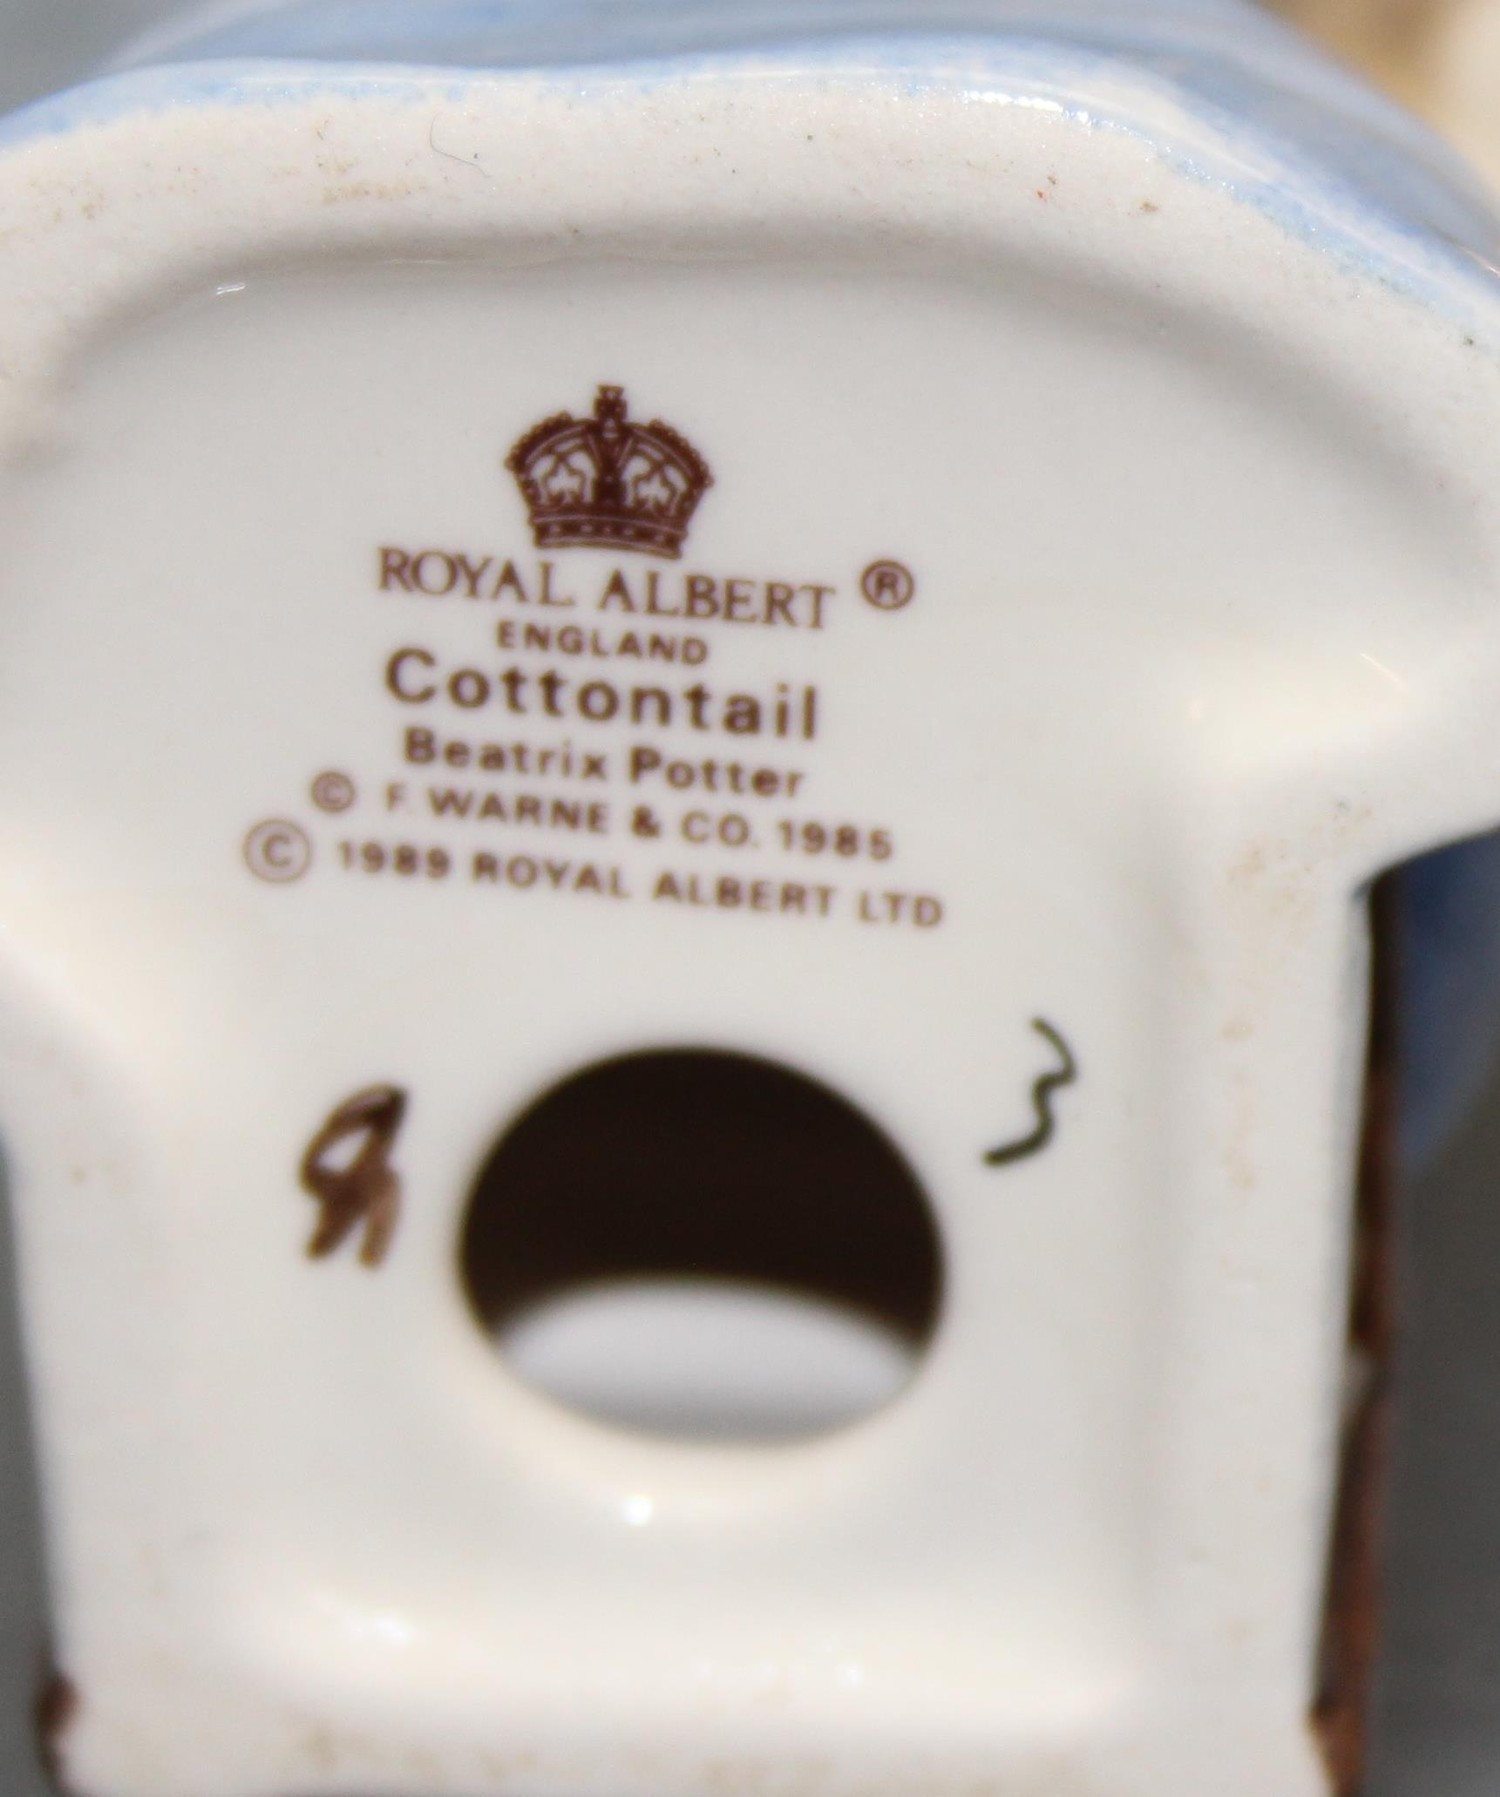 ROYAL ALBERT ®
ENGLAND
Cottontail
Beatrix Potter
© F. WARNE & CO. 1985
© 1989 ROYAL ALBERT LTD